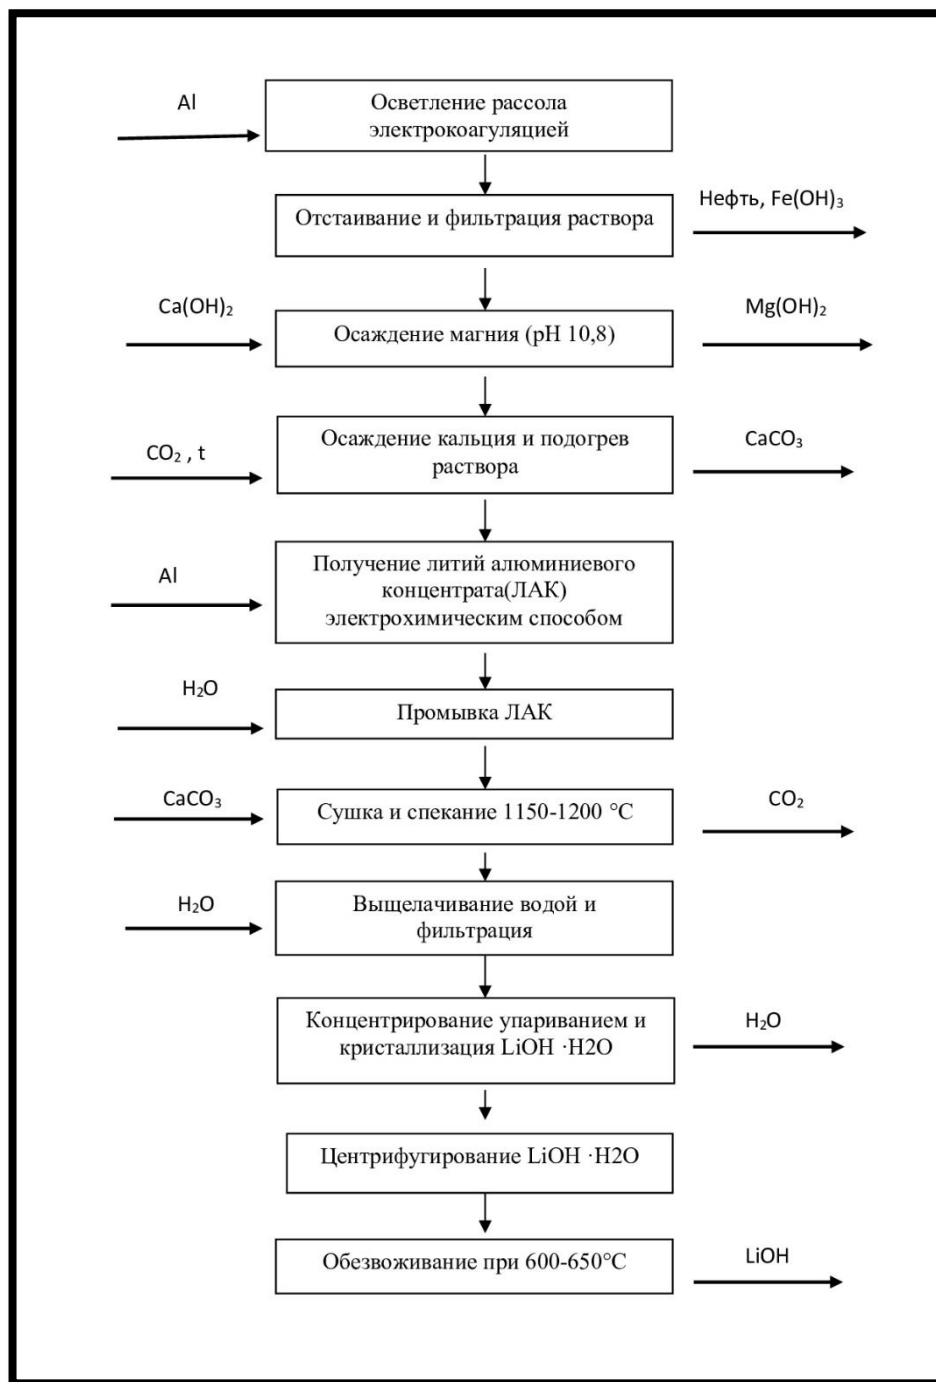 Al
Осветление рассола
электрокоагуляцией
Отстаивание и фильтрация раствора
Нефть, Fe(OH)₃
Ca(OH)₂
Осаждение магния (pH 10,8)
Mg(OH)₂
CO₂ , t
Осаждение кальция и подогрев
раствора
CaCO₃
Al
Получение литий алюминиевого
концентрата(ЛАК)
электрохимическим способом
H₂O
Промывка ЛАК
CaCO₃
Сушка и спекание 1150-1200 °C
CO₂
H₂O
Выщелачивание водой и
фильтрация
Концентрирование упариванием и
кристаллизация LiOH ·H2O
H₂O
Центрифугирование LiOH ·H2O
Обезвоживание при 600-650°C
LiOH